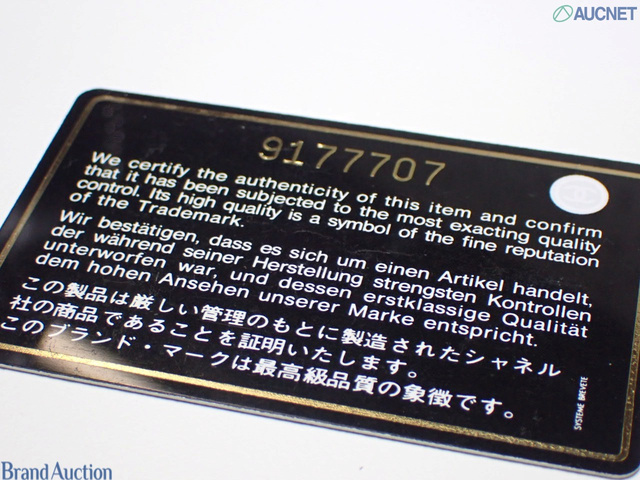 AUCNET
9177707
We certify the authenticity of this item and confirm
that it has been subjected to the most exacting quality
control. Its high quality is a symbol of the fine reputation
of the Trademark.
Wir bestätigen, dass es sich um einen Artikel handelt,
der während seiner Herstellung strengsten Kontrollen
unterworfen war, und dessen erstklassige Qualität
dem hohen Ansehen unserer Marke entspricht.
この製品は厳しい管理のもとに製造されたシャネル
社の商品であることを証明いたします。
このブランド・マークは最高級品質の象徴です。
SYSTEME BREVETE
Brand Auction